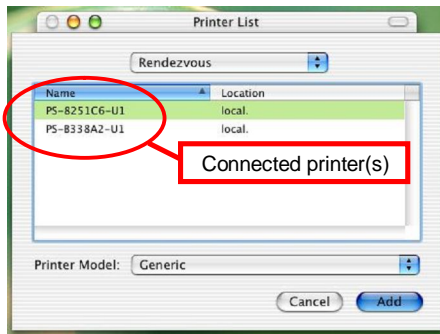 Printer List
Rendezvous
Name Location
PS-8251C6-U1 local.
PS-B338A2-U1 local.
Connected printer(s)
Printer Model: Generic
Cancel Add